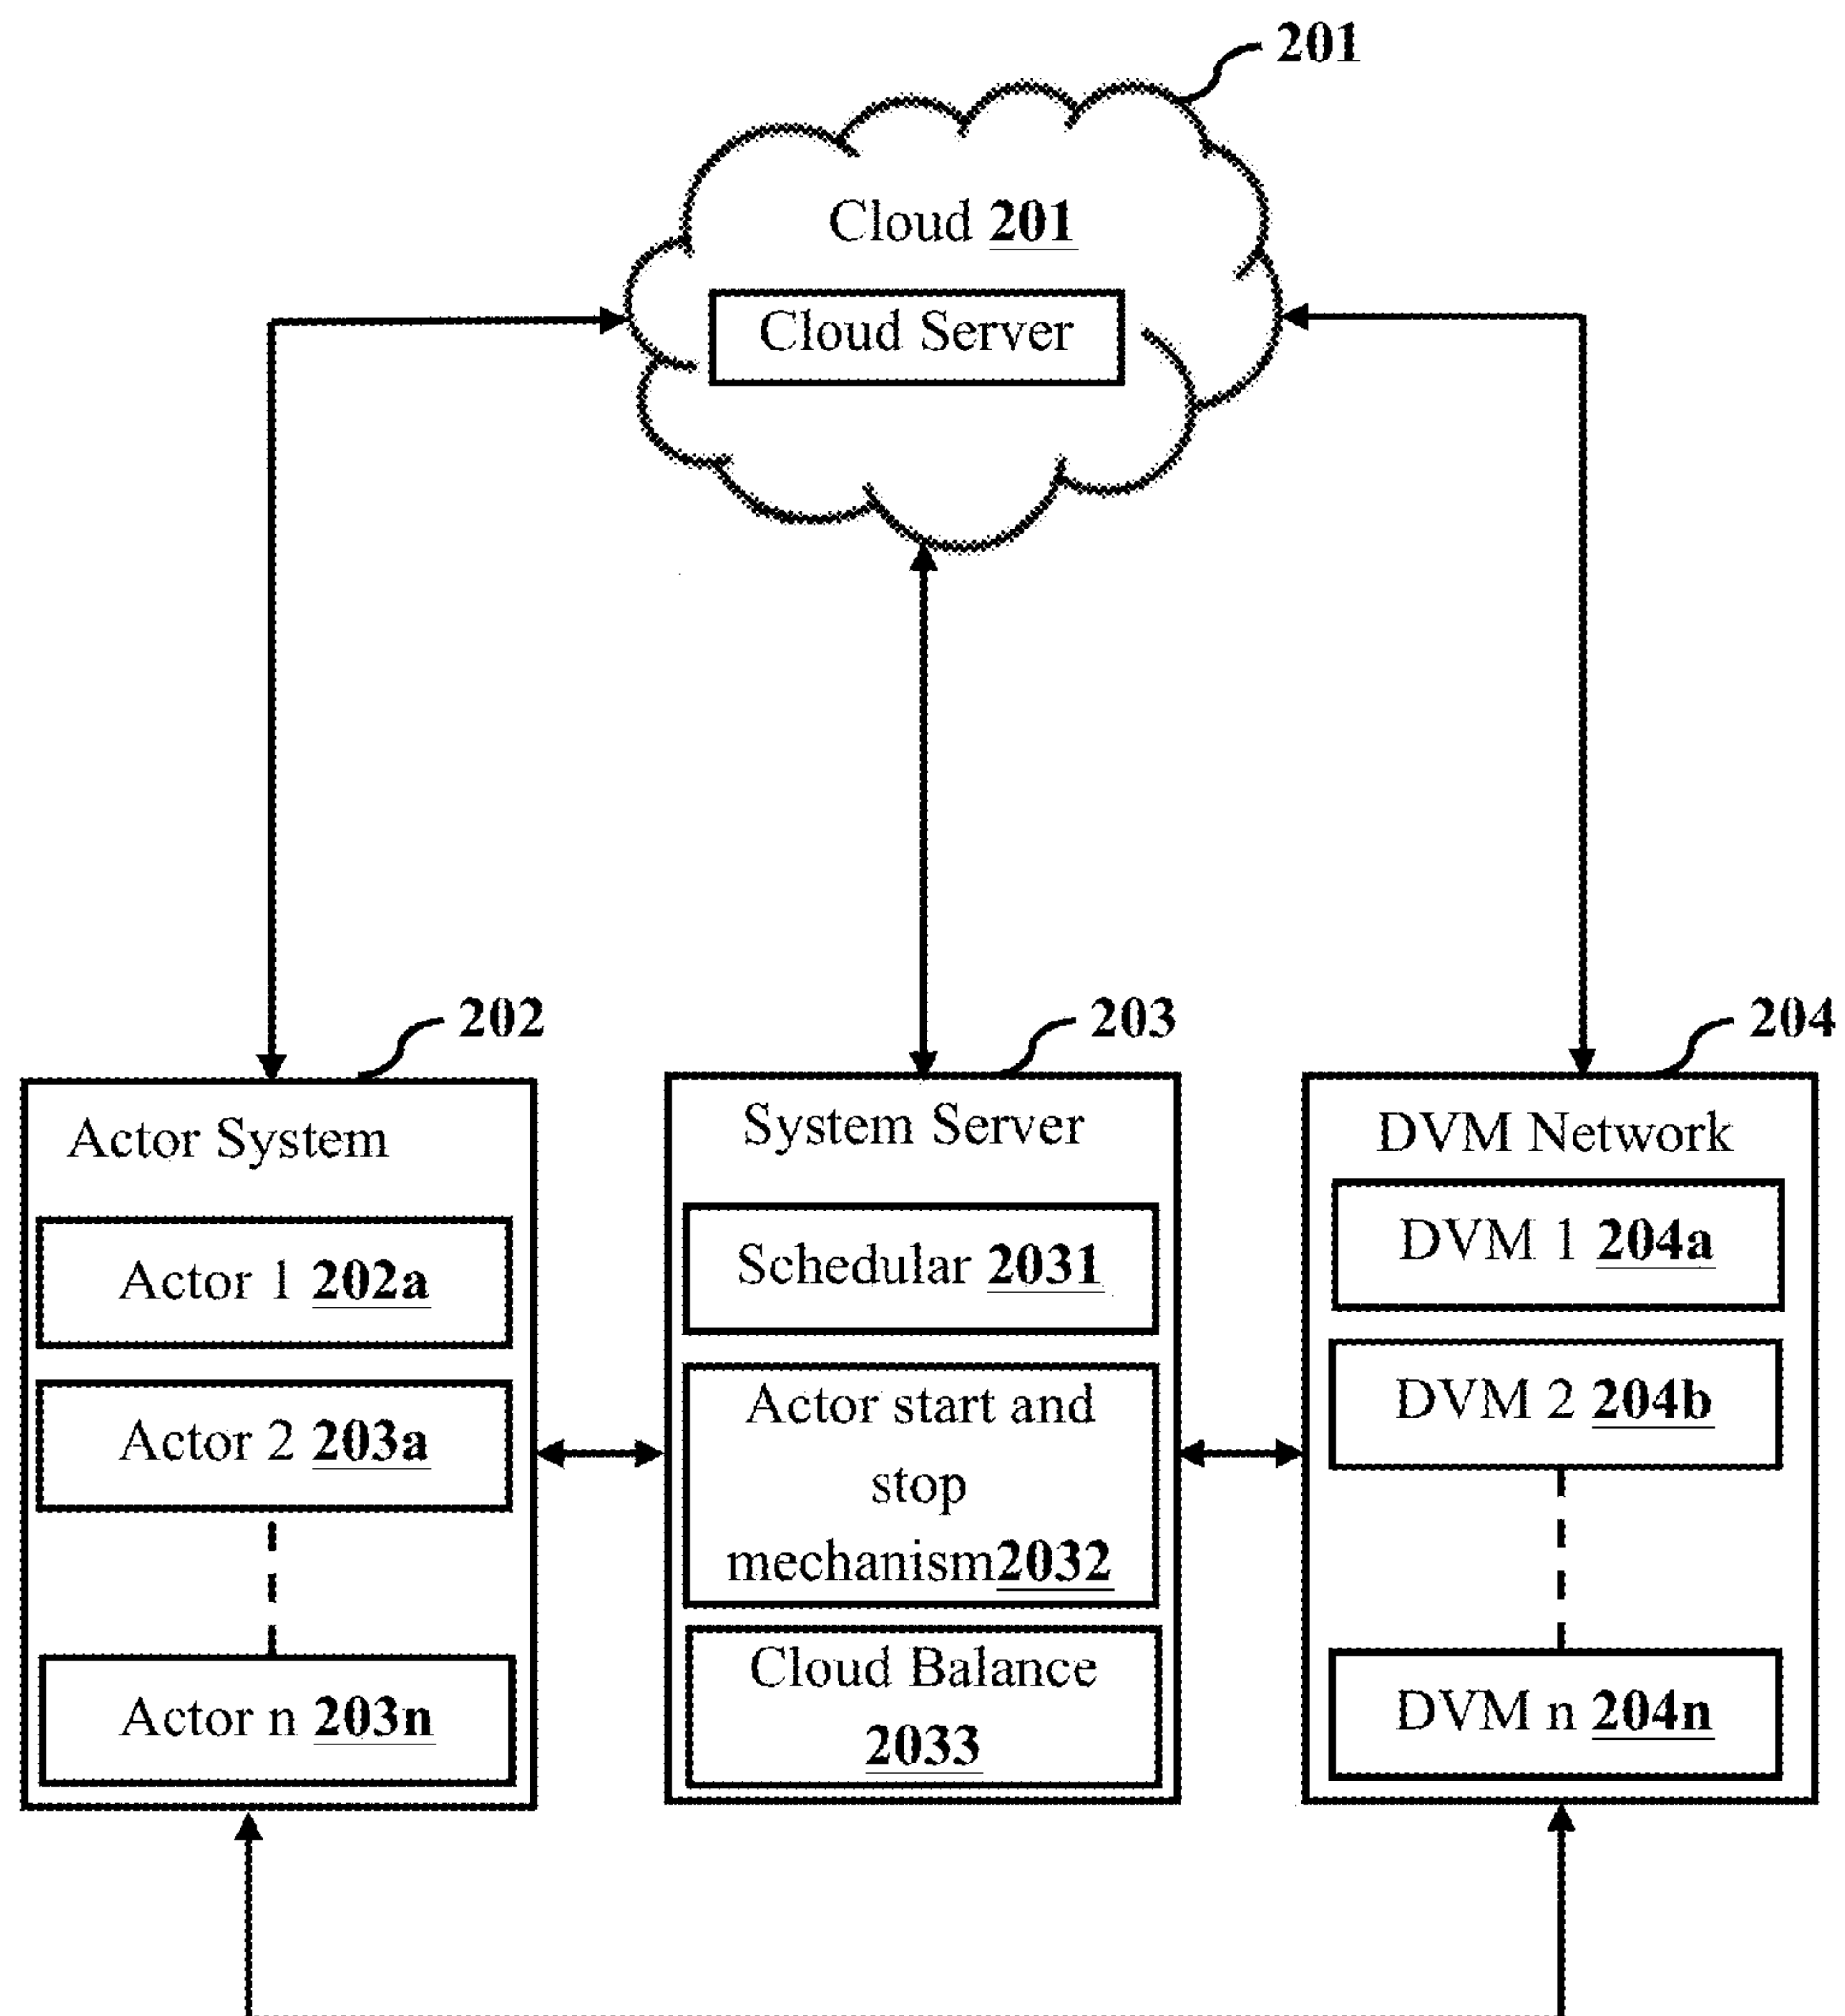 201
Cloud 201
Cloud Server
202
Actor System
Actor 1 202a
Actor 2 203a
Actor n 203n
203
System Server
Schedular 2031
Actor start and
stop
mechanism2032
Cloud Balance
2033
204
DVM Network
DVM 1 204a
DVM 2 204b
DVM n 204n